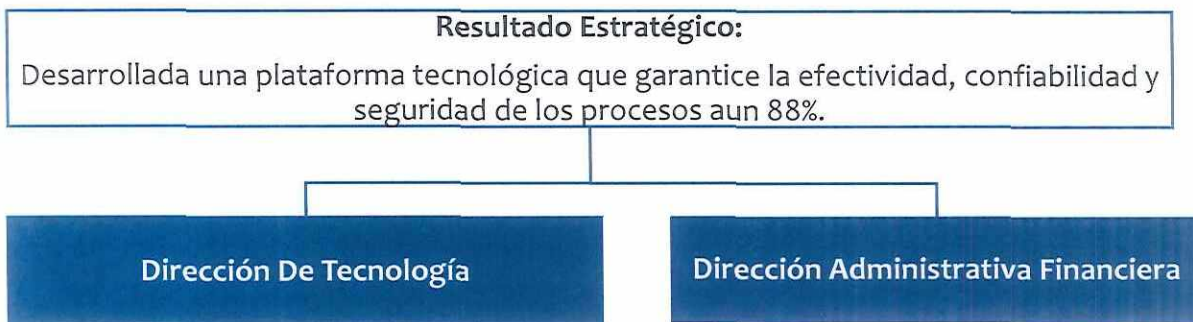 Resultado Estratégico:
Desarrollada una plataforma tecnológica que garantice la efectividad, confiabilidad y
seguridad de los procesos aun 88%.
Dirección De Tecnología
Dirección Administrativa Financiera